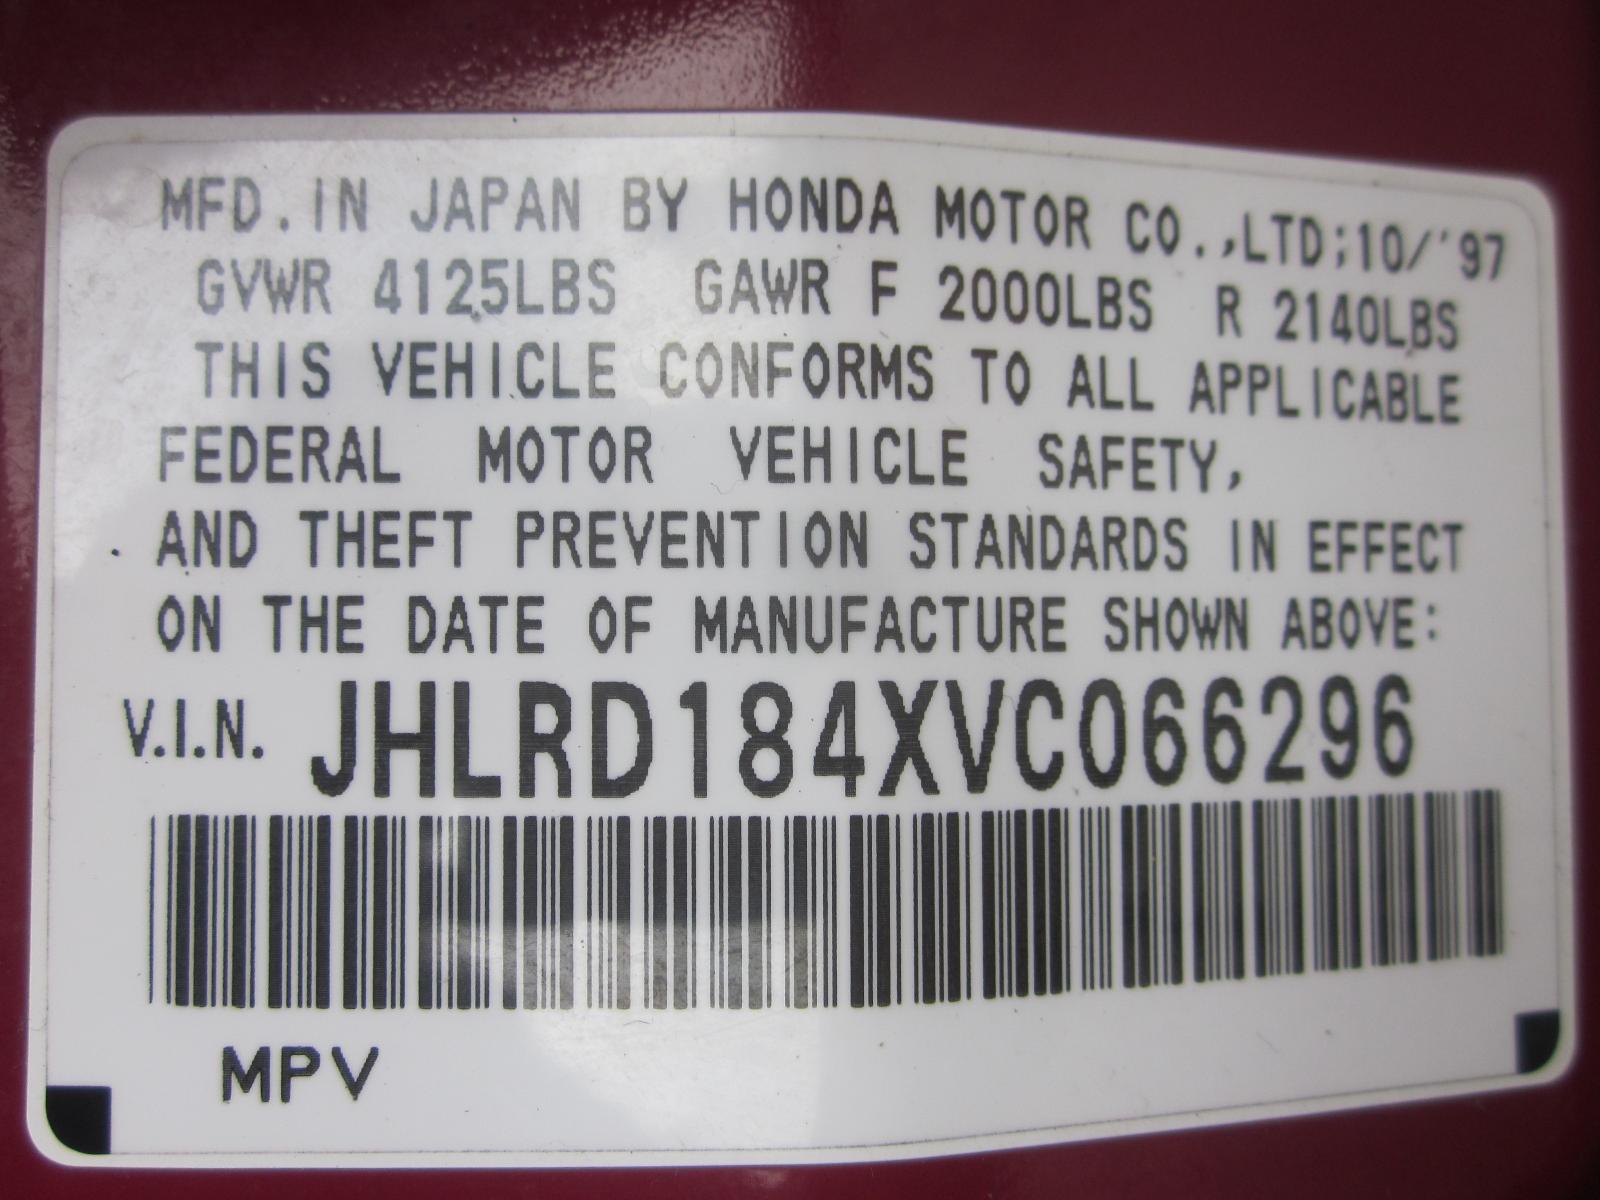 MFD. IN JAPAN BY HONDA MOTOR CO.,LTD;10/'97
GVWR 4125LBS GAWR F 2000LBS R 2140LBS
THIS VEHICLE CONFORMS TO ALL APPLICABLE
FEDERAL MOTOR VEHICLE SAFETY,
AND THEFT PREVENTION STANDARDS IN EFFECT
ON THE DATE OF MANUFACTURE SHOWN ABOVE:
V.I.N. JHLRD184XVC066296
MPV